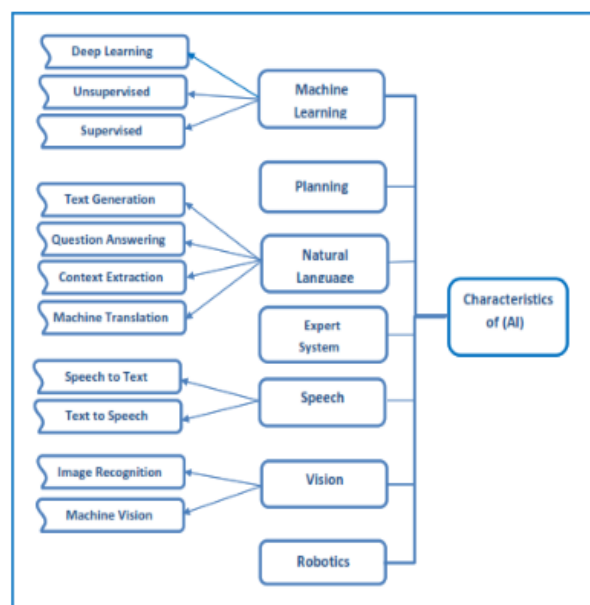 Deep Learning
Unsupervised
Supervised
Machine
Learning
Planning
Text Generation
Question Answering
Context Extraction
Machine Translation
Natural
Language
Expert
System
Characteristics
of (AI)
Speech to Text
Text to Speech
Speech
Image Recognition
Machine Vision
Vision
Robotics